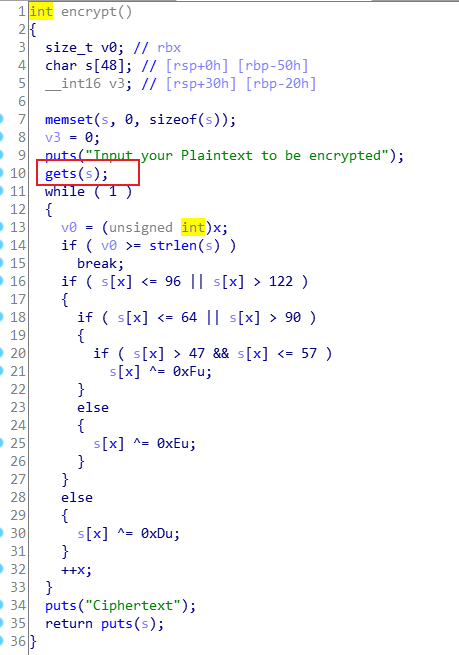 1 int encrypt()
2 {
3 size_t v0; // rbx
4 char s[48]; // [rsp+0h] [rbp-50h]
5 __int16 v3; // [rsp+30h] [rbp-20h]
6
7 memset(s, 0, sizeof(s));
8 v3 = 0;
9 puts("Input your Plaintext to be encrypted");
10 gets(s);
11 while ( 1 )
12 {
13 v0 = (unsigned int)x;
14 if ( v0 >= strlen(s) )
15 break;
16 if ( s[x] <= 96 || s[x] > 122 )
17 {
18 if ( s[x] <= 64 || s[x] > 90 )
19 {
20 if ( s[x] > 47 && s[x] <= 57 )
21 s[x] ^= 0xFu;
22 }
23 else
24 {
25 s[x] ^= 0xEu;
26 }
27 }
28 else
29 {
30 s[x] ^= 0xDu;
31 }
32 ++x;
33 }
34 puts("Ciphertext");
35 return puts(s);
36 }